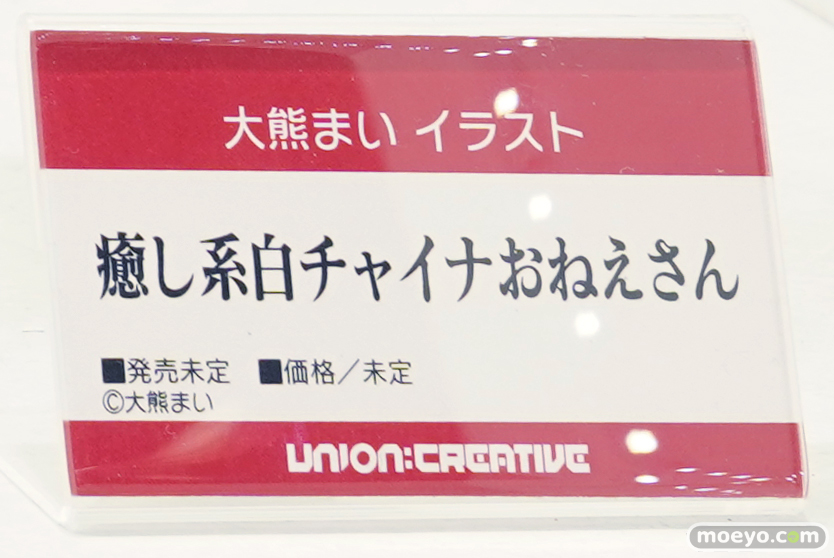 大熊まい イラスト
癒し系白チャイナおねえさん
■発売未定 ■価格／未定
©大熊まい
UNION:CREATIVE
moeyo.com